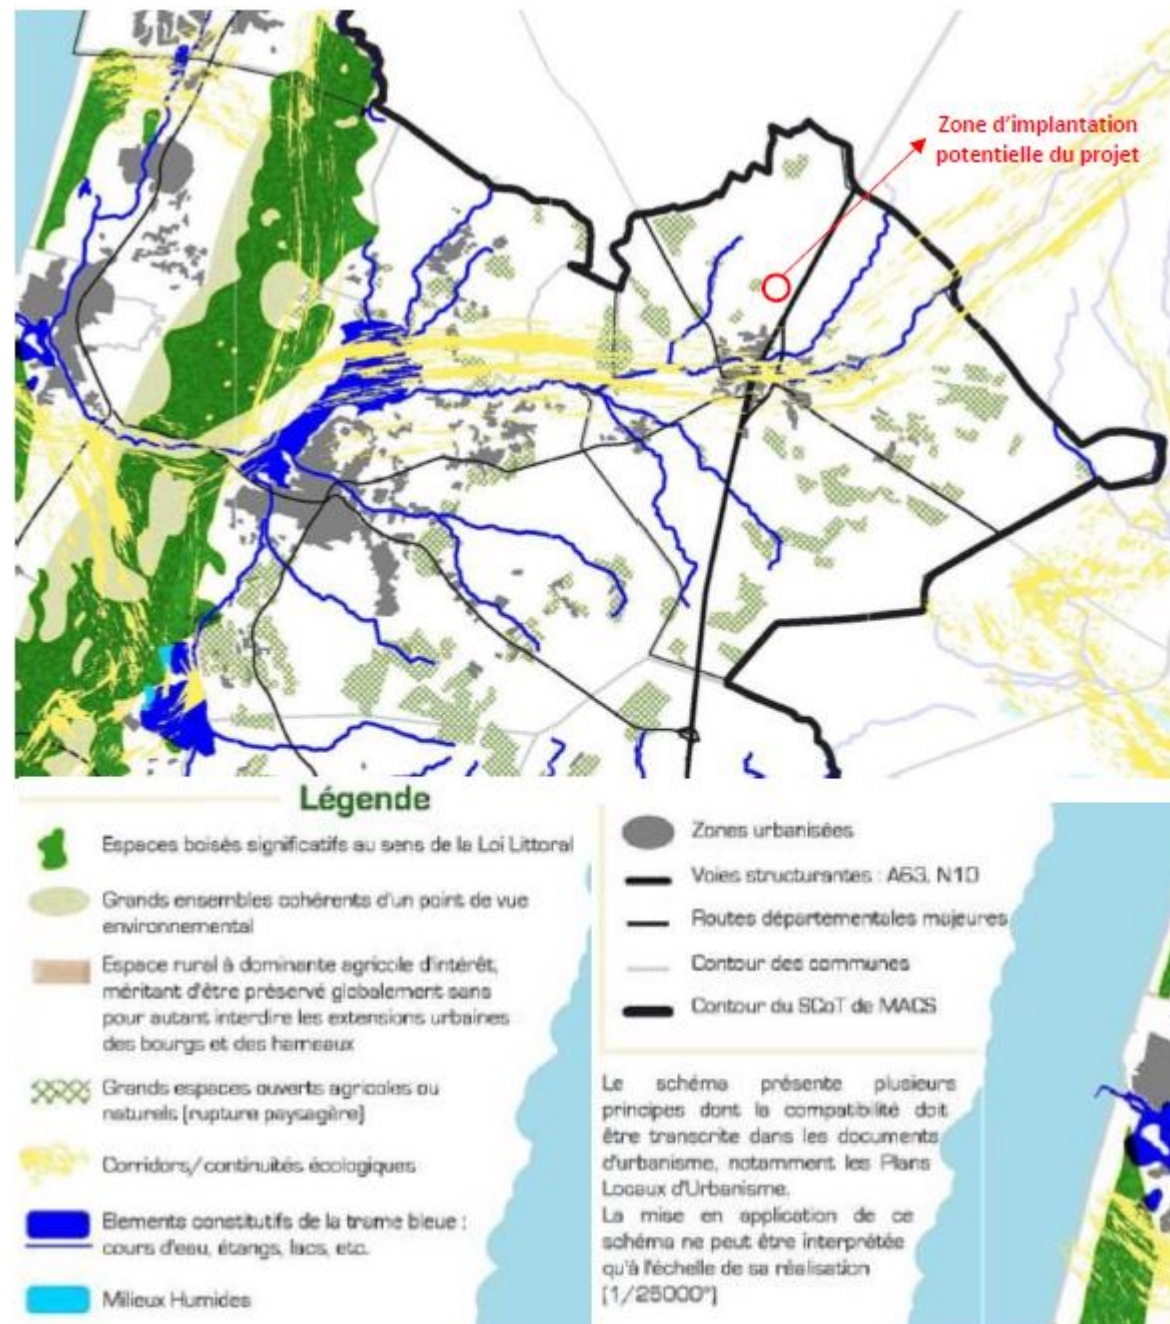 Zone d'implantation
potentielle du projet
Légende
Espaces boisés significatifs au sens de la Loi Littoral
Grands ensembles cohérents d'un point de vue
environnemental
Espace rural à dominante agricole d'intérêt,
méritant d'être préservé globalement sans
pour autant interdire les extensions urbaines
des bourgs et des hameaux
Grands espaces ouverts agricoles ou
naturels (rupture paysagère)
Corridors/continuités écologiques
Elements constitutifs de la trame bleue :
cours d'eau, étangs, lacs, etc.
Milieux Humides
Zones urbanisées
Voies structurantes : A63, N10
Routes départementales majeures
Contour des communes
Contour du SCoT de MACS
Le schéma présente plusieurs
principes dont la compatibilité doit
être transcrite dans les documents
d'urbanisme, notamment les Plans
Locaux d'Urbanisme.
La mise en application de ce
schéma ne peut être interprétée
qu'à l'échelle de sa réalisation
(1/25000°)